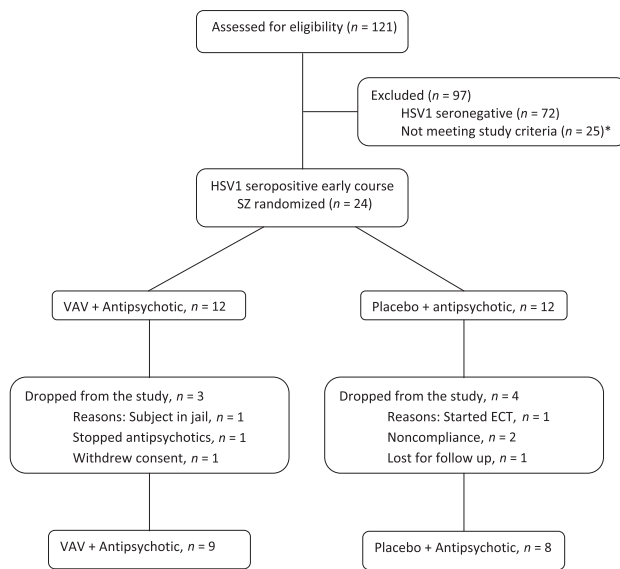 Assessed for eligibility (n = 121)
Excluded (n = 97)
HSV1 seronegative (n = 72)
Not meeting study criteria (n = 25)*
HSV1 seropositive early course
SZ randomized (n = 24)
VAV + Antipsychotic, n = 12
Placebo + antipsychotic, n = 12
Dropped from the study, n = 3
Reasons: Subject in jail, n = 1
Stopped antipsychotics, n = 1
Withdrew consent, n = 1
Dropped from the study, n = 4
Reasons: Started ECT, n = 1
Noncompliance, n = 2
Lost for follow up, n = 1
VAV + Antipsychotic, n = 9
Placebo + Antipsychotic, n = 8